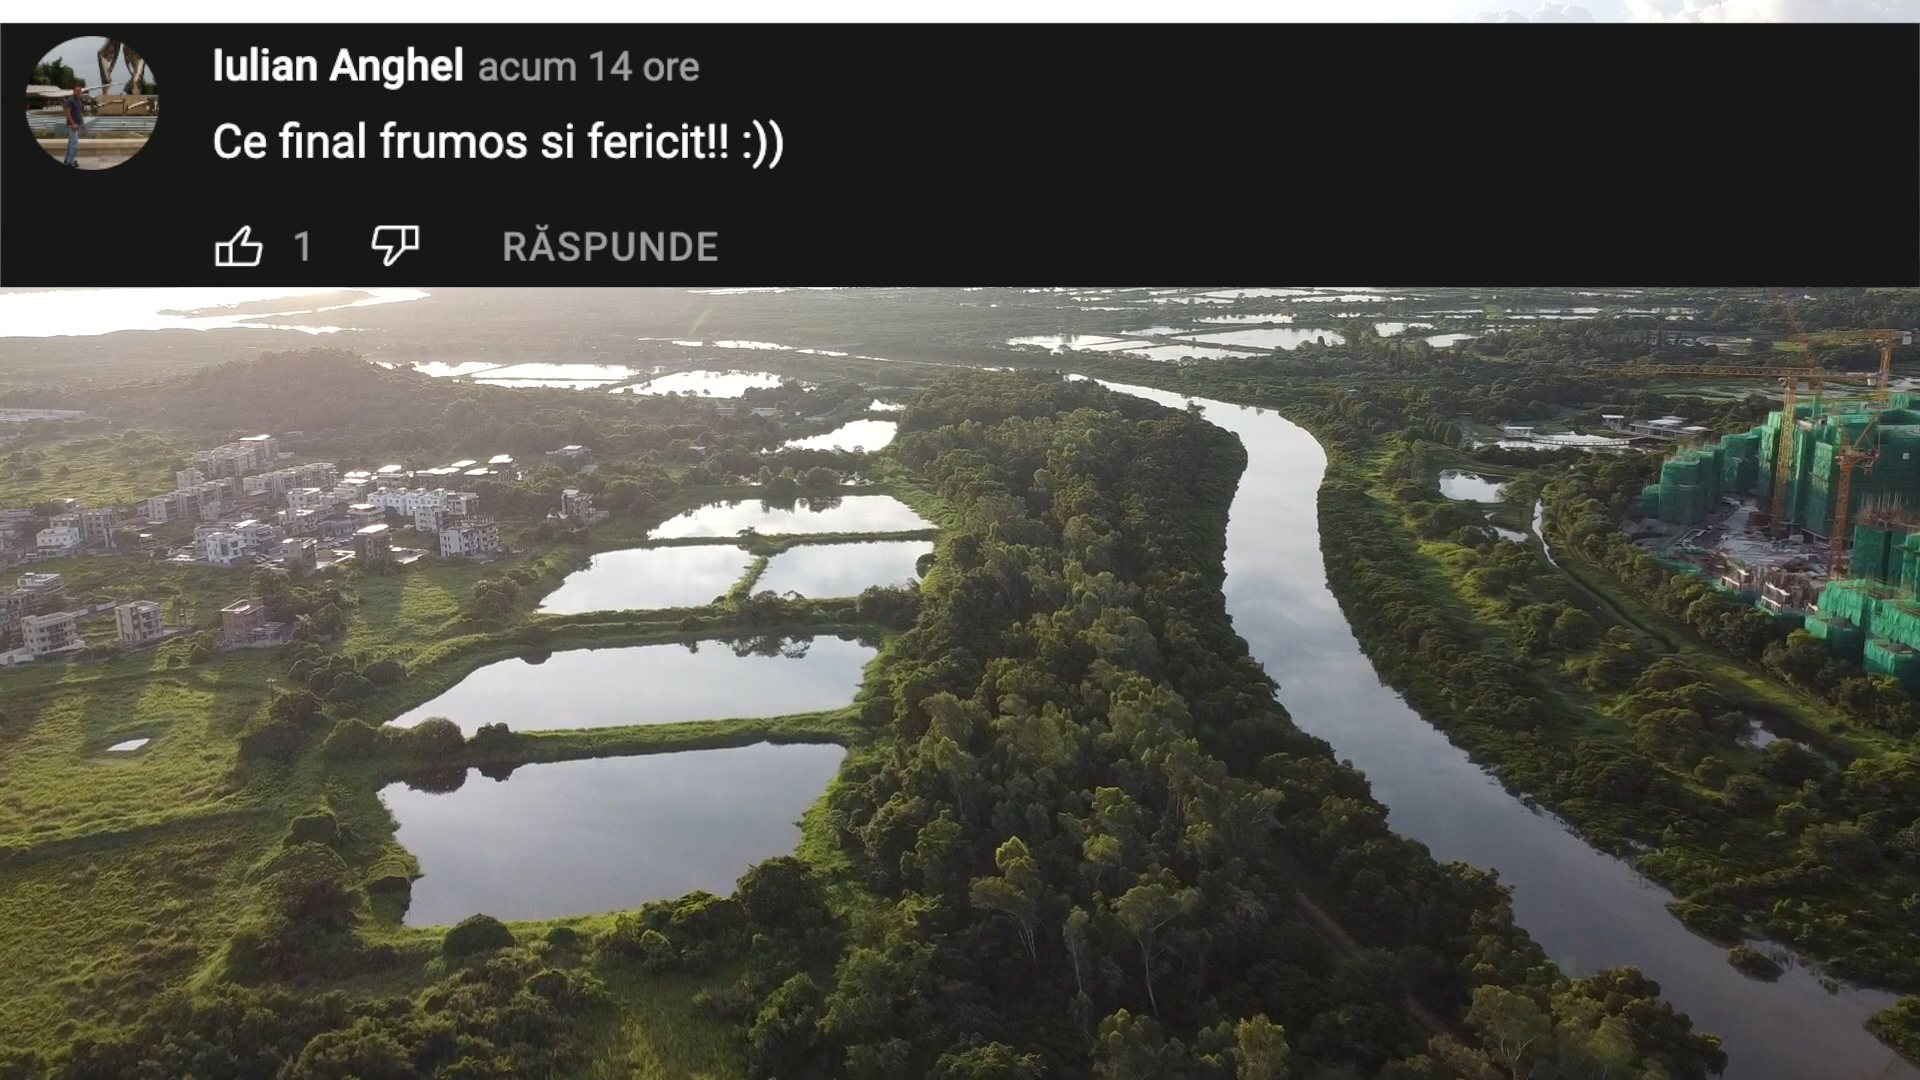 Iulian Anghel acum 14 ore
Ce final frumos si fericit!! :))
1 RĂSPUNDE